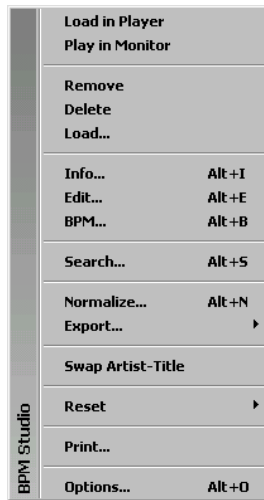 Load in Player
Play in Monitor
Remove
Delete
Load...
Info... Alt+I
Edit... Alt+E
BPM... Alt+B
Search... Alt+S
Normalize... Alt+N
Export...
Swap Artist-Title
Reset
Print...
Options... Alt+O
BPM Studio